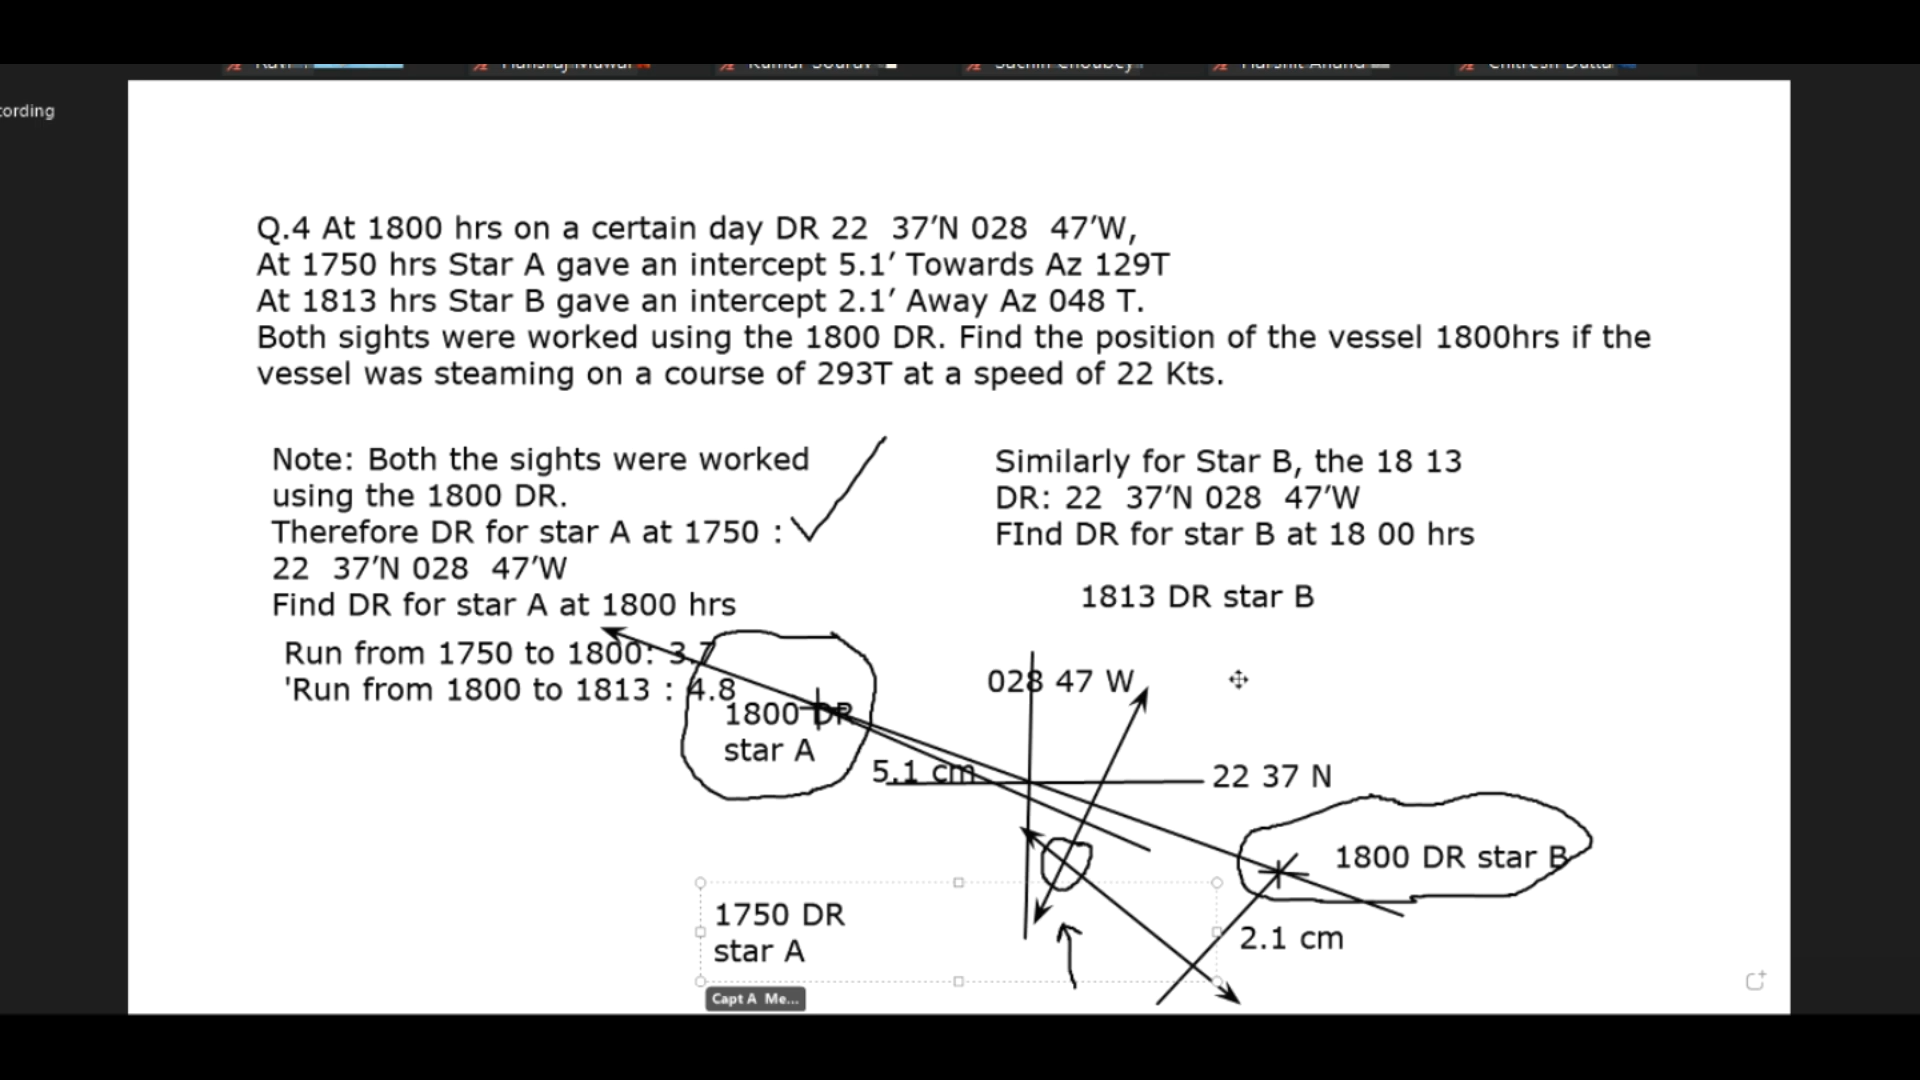 cording
Q.4 At 1800 hrs on a certain day DR 22 37’N 028 47’W,
At 1750 hrs Star A gave an intercept 5.1’ Towards Az 129T
At 1813 hrs Star B gave an intercept 2.1’ Away Az 048 T.
Both sights were worked using the 1800 DR. Find the position of the vessel 1800hrs if the
vessel was steaming on a course of 293T at a speed of 22 Kts.
Note: Both the sights were worked
using the 1800 DR.
Therefore DR for star A at 1750 :
22 37’N 028 47’W
Find DR for star A at 1800 hrs
Run from 1750 to 1800: 3.7
'Run from 1800 to 1813 : 4.8
Similarly for Star B, the 18 13
DR: 22 37’N 028 47’W
FInd DR for star B at 18 00 hrs
1813 DR star B
028 47 W
1800 DR
star A
5.1 cm
22 37 N
1800 DR star B
1750 DR
star A
2.1 cm
Capt A Me...